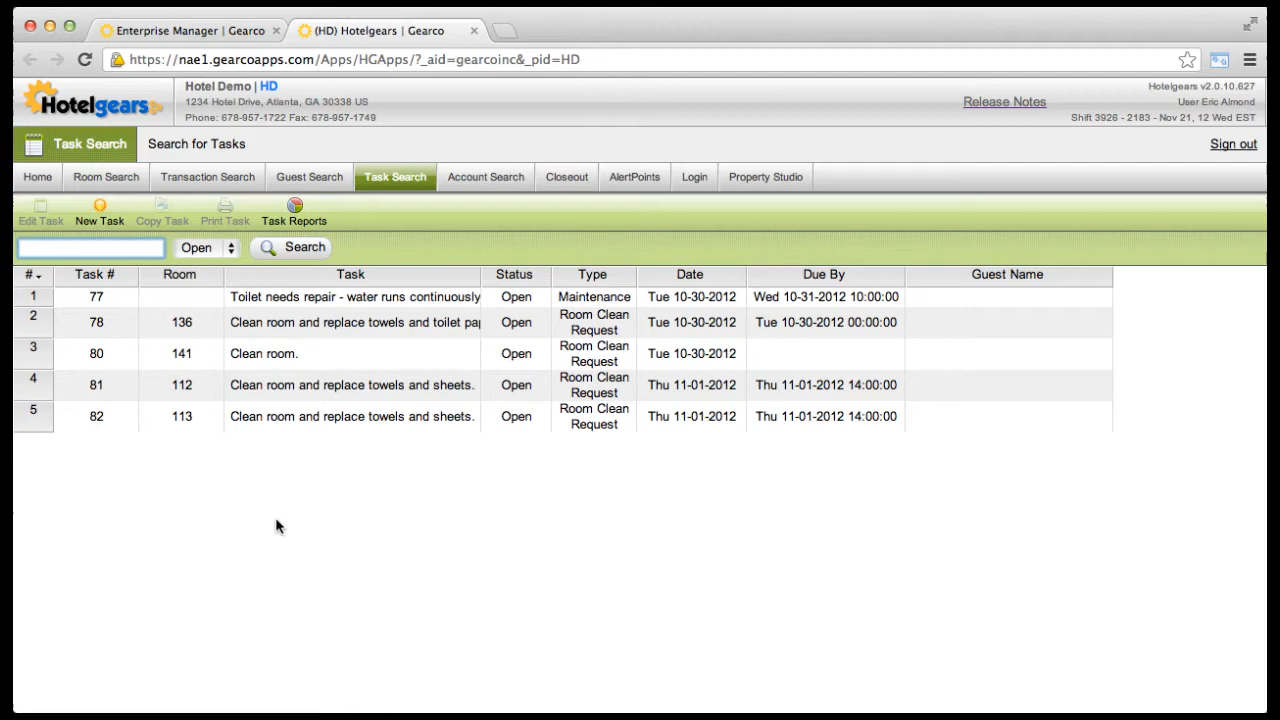 Enterprise Manager | Gearco
(HD) Hotelgears | Gearco
https://nae1.gearcoapps.com/Apps/HGApps/?_aid=gearcoinc&_pid=HD
Hotelgears
Hotel Demo | HD
1234 Hotel Drive, Atlanta, GA 30338 US
Phone: 678-957-1722 Fax: 678-957-1749
Release Notes
Hotelgears v2.0.10.627
User Eric Almond
Shift 3926 - 2183 - Nov 21, 12 Wed EST
Task Search Search for Tasks Sign out
Home Room Search Transaction Search Guest Search Task Search Account Search Closeout AlertPoints Login Property Studio
Edit Task New Task Copy Task Print Task Task Reports
Open Search
# Task # Room Task Status Type Date Due By Guest Name
1 77 Toilet needs repair - water runs continuously Open Maintenance Tue 10-30-2012 Wed 10-31-2012 10:00:00
2 78 136 Clean room and replace towels and toilet pap Open Room Clean Request Tue 10-30-2012 Tue 10-30-2012 00:00:00
3 80 141 Clean room. Open Room Clean Request Tue 10-30-2012
4 81 112 Clean room and replace towels and sheets. Open Room Clean Request Thu 11-01-2012 Thu 11-01-2012 14:00:00
5 82 113 Clean room and replace towels and sheets. Open Room Clean Request Thu 11-01-2012 Thu 11-01-2012 14:00:00